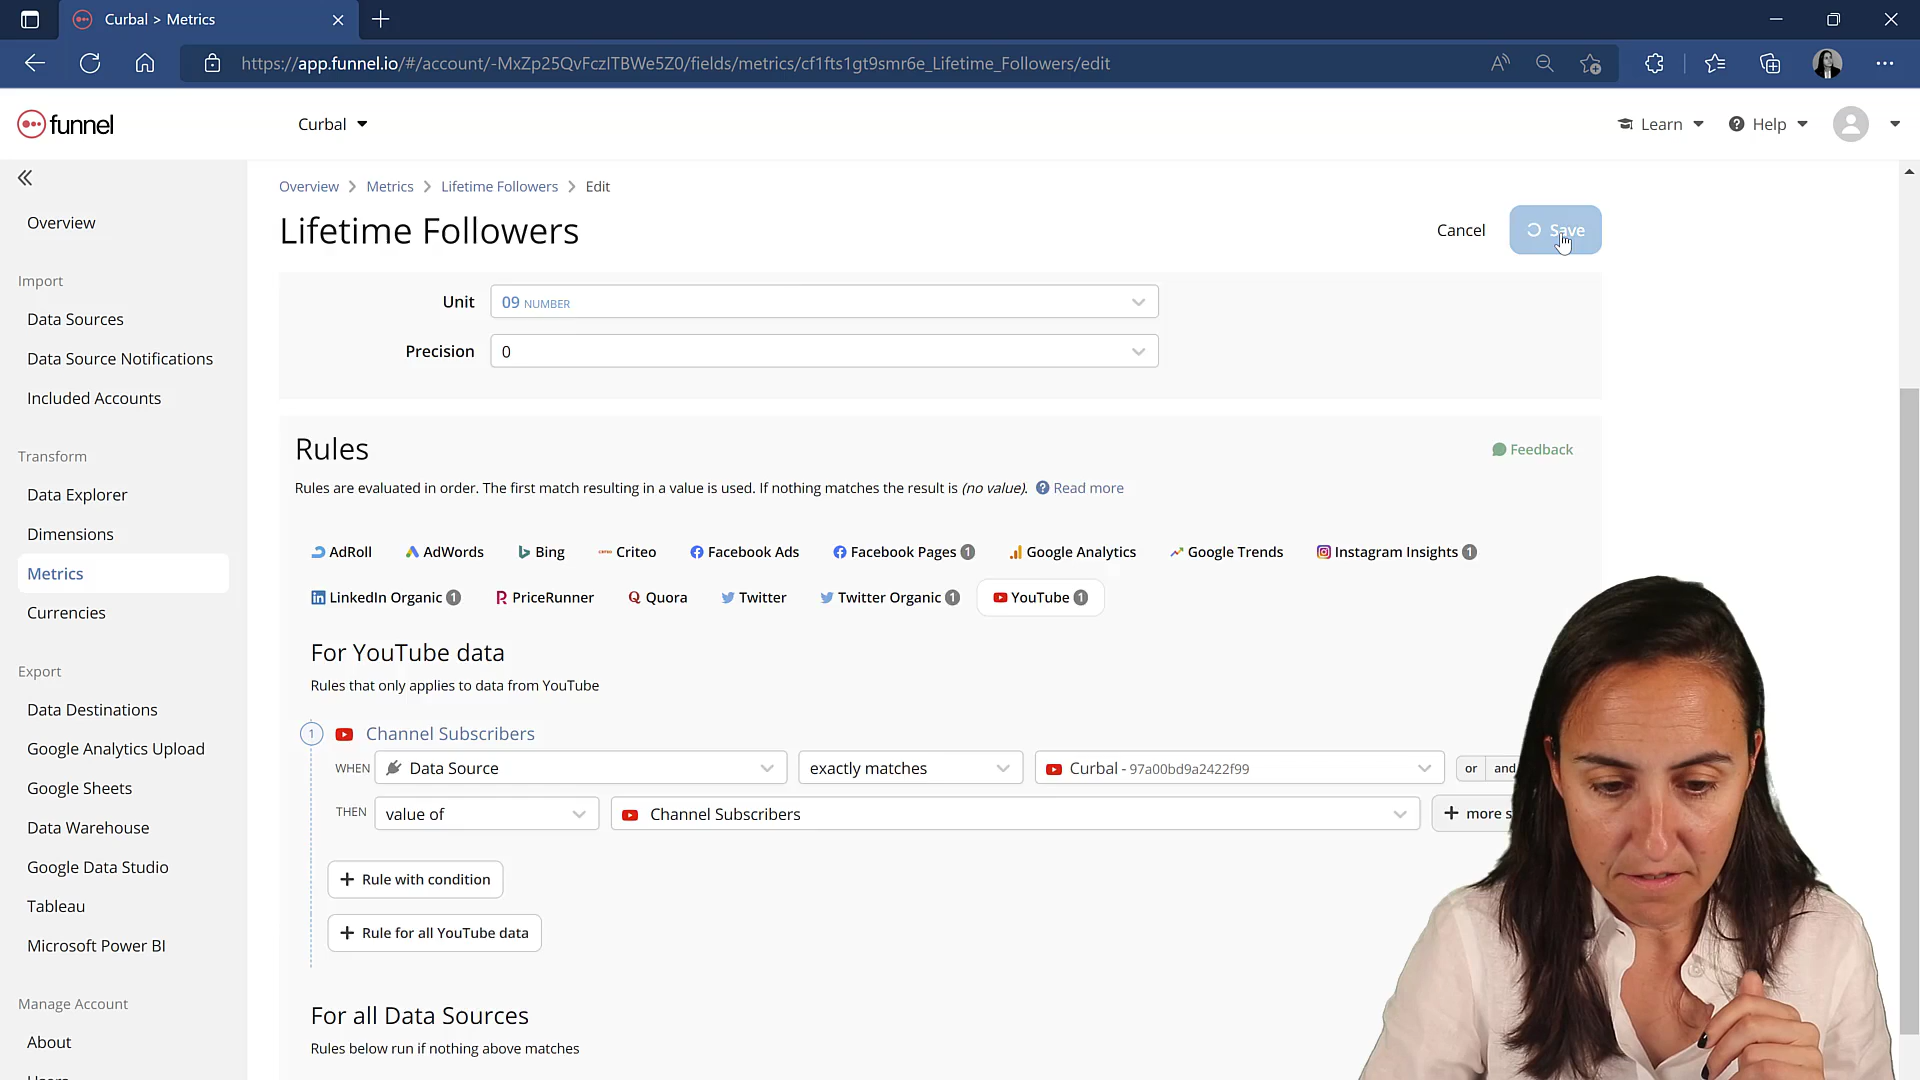 Curbal > Metrics
https://app.funnel.io/#/account/-MxZp25QvFczITBWe5Z0/fields/metrics/cf1fts1gt9smr6e_Lifetime_Followers/edit
funnel
Curbal
Learn
Help
Overview
Import
Data Sources
Data Source Notifications
Included Accounts
Transform
Data Explorer
Dimensions
Metrics
Currencies
Export
Data Destinations
Google Analytics Upload
Google Sheets
Data Warehouse
Google Data Studio
Tableau
Microsoft Power BI
Manage Account
About
Overview > Metrics > Lifetime Followers > Edit
Lifetime Followers
Cancel
Save
Unit
09 NUMBER
Precision
0
Rules
Feedback
Rules are evaluated in order. The first match resulting in a value is used. If nothing matches the result is (no value). Read more
AdRoll AdWords Bing Criteo Facebook Ads Facebook Pages 1 Google Analytics Google Trends Instagram Insights 1
LinkedIn Organic 1 PriceRunner Quora Twitter Twitter Organic 1 YouTube 1
For YouTube data
Rules that only applies to data from YouTube
1 Channel Subscribers
WHEN Data Source exactly matches Curbal - 97a00bd9a2422f99 or and
THEN value of Channel Subscribers + more
+ Rule with condition
+ Rule for all YouTube data
For all Data Sources
Rules below run if nothing above matches